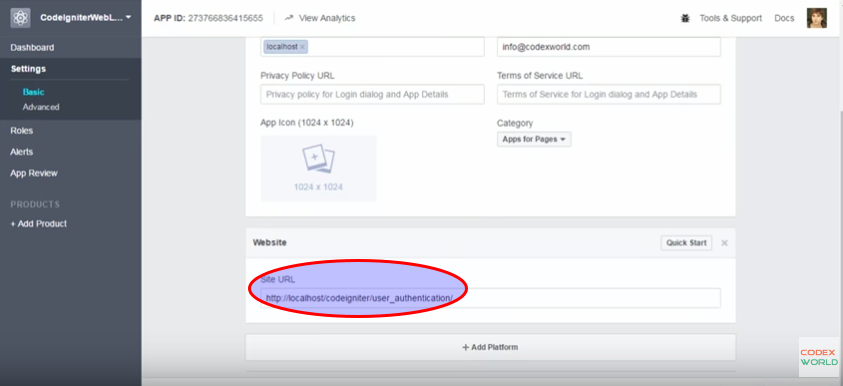 CodeIgniterWebL...
APP ID: 273766836415655
View Analytics
Tools & Support
Docs
Dashboard
Settings
Basic
Advanced
Roles
Alerts
App Review
PRODUCTS
+ Add Product
localhost ×
info@codexworld.com
Privacy Policy URL
Terms of Service URL
Privacy policy for Login dialog and App Details
Terms of Service for Login dialog and App Details
App Icon (1024 x 1024)
Category
Apps for Pages
1024 x 1024
Website
Quick Start
Site URL
http://localhost/codeigniter/user_authentication/
+ Add Platform
CODEX
WORLD